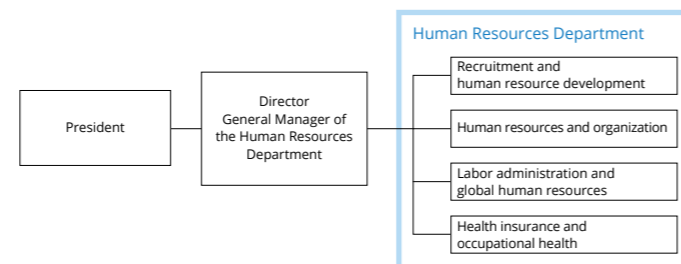 Human Resources Department
President
Director
General Manager of
the Human Resources
Department
Recruitment and
human resource development
Human resources and organization
Labor administration and
global human resources
Health insurance and
occupational health